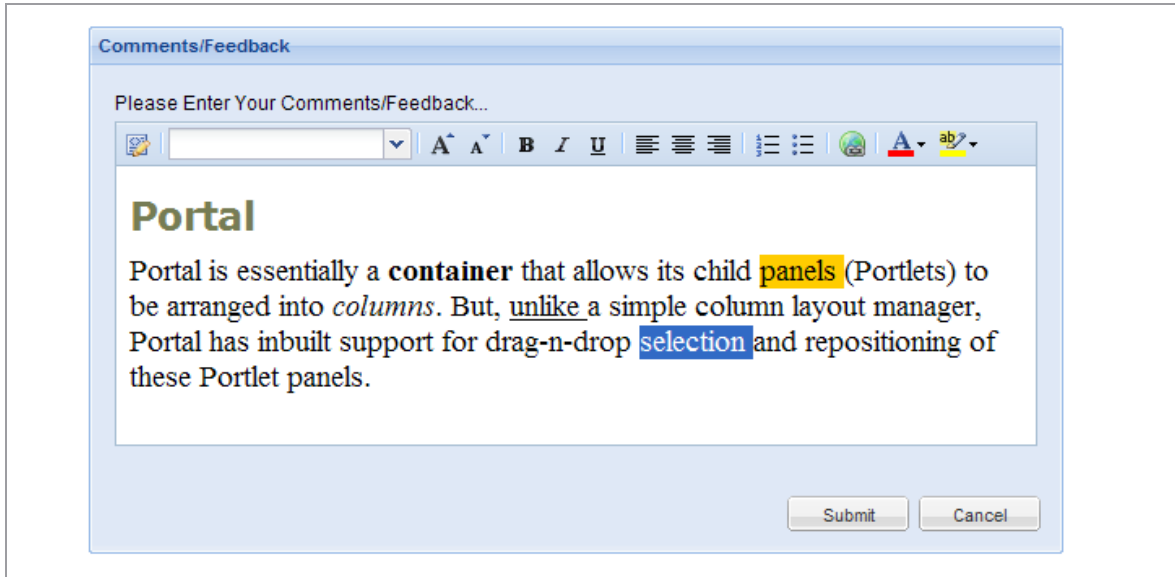 Comments/Feedback
Please Enter Your Comments/Feedback...
A A B I U A ab
Portal
Portal is essentially a container that allows its child panels (Portlets) to
be arranged into columns. But, unlike a simple column layout manager,
Portal has inbuilt support for drag-n-drop selection and repositioning of
these Portlet panels.
Submit Cancel